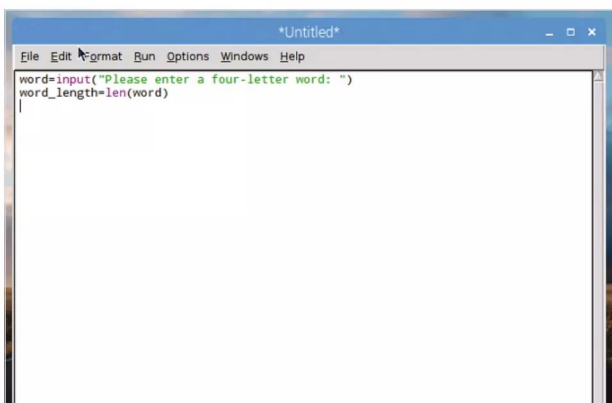 *Untitled*
File Edit Format Run Options Windows Help
word=input("Please enter a four-letter word: ")
word_length=len(word)